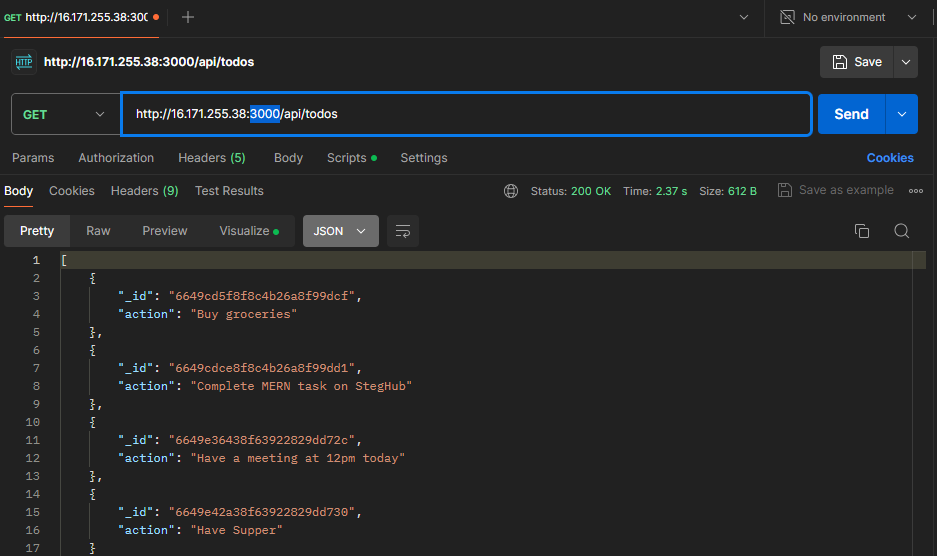 GET http://16.171.255.38:300
No environment
HTTP http://16.171.255.38:3000/api/todos
Save
GET http://16.171.255.38:3000/api/todos Send
Params Authorization Headers (5) Body Scripts Settings Cookies
Body Cookies Headers (9) Test Results Status: 200 OK Time: 2.37 s Size: 612 B Save as example
Pretty Raw Preview Visualize JSON
1 [
2 {
3 "_id": "6649cd5f8f8c4b26a8f99dcf",
4 "action": "Buy groceries"
5 },
6 {
7 "_id": "6649cdce8f8c4b26a8f99dd1",
8 "action": "Complete MERN task on StegHub"
9 },
10 {
11 "_id": "6649e36438f63922829dd72c",
12 "action": "Have a meeting at 12pm today"
13 },
14 {
15 "_id": "6649e42a38f63922829dd730",
16 "action": "Have Supper"
17 }